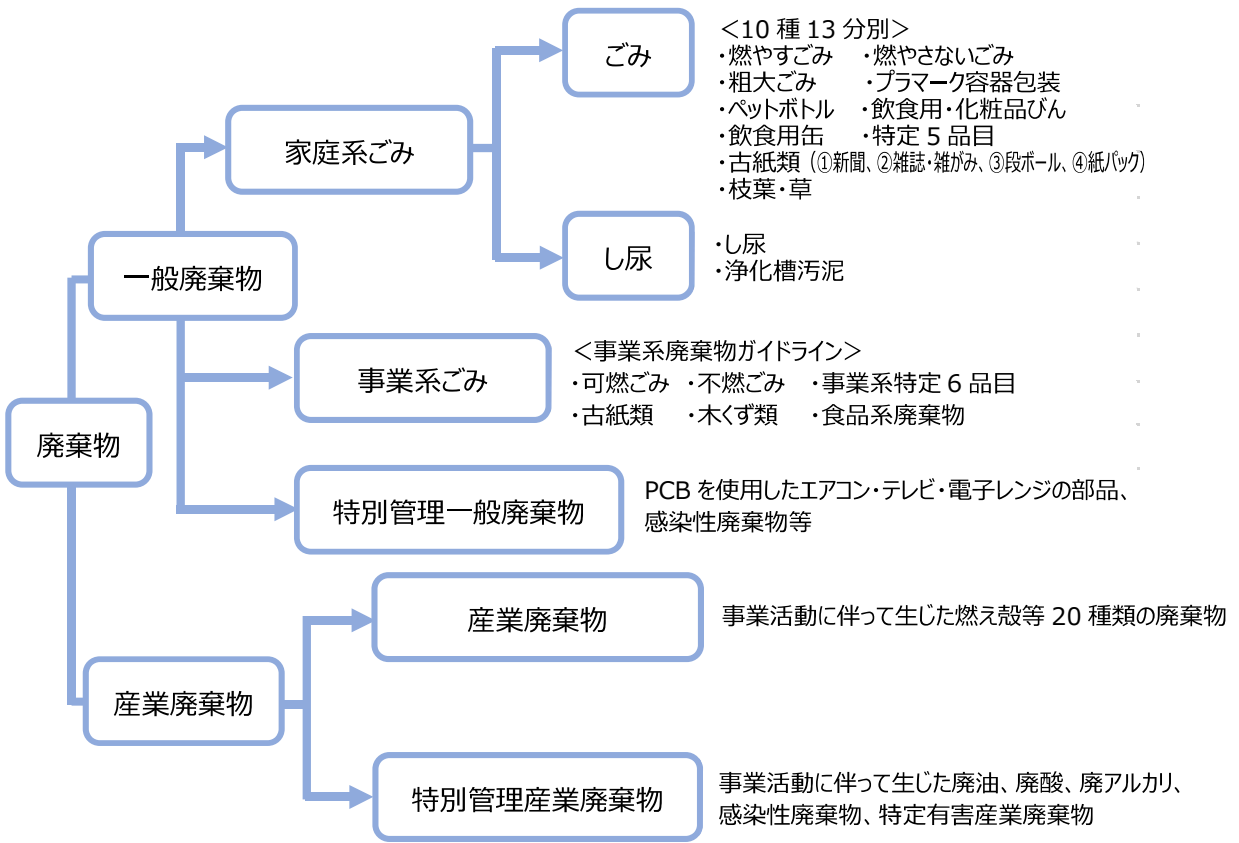 ごみ
<10 種 13 分別>
・燃やすごみ ・燃やさないごみ
・粗大ごみ ・プラマーク容器包装
・ペットボトル ・飲食用・化粧品びん
・飲食用缶 ・特定 5 品目
・古紙類（①新聞、②雑誌・雑がみ、③段ボール、④紙パック）
・枝葉・草
家庭系ごみ
し尿
・し尿
・浄化槽汚泥
一般廃棄物
事業系ごみ
<事業系廃棄物ガイドライン>
・可燃ごみ ・不燃ごみ ・事業系特定 6 品目
・古紙類 ・木くず類 ・食品系廃棄物
廃棄物
特別管理一般廃棄物
PCB を使用したエアコン・テレビ・電子レンジの部品、
感染性廃棄物等
産業廃棄物
事業活動に伴って生じた燃え殻等 20 種類の廃棄物
産業廃棄物
特別管理産業廃棄物
事業活動に伴って生じた廃油、廃酸、廃アルカリ、
感染性廃棄物、特定有害産業廃棄物